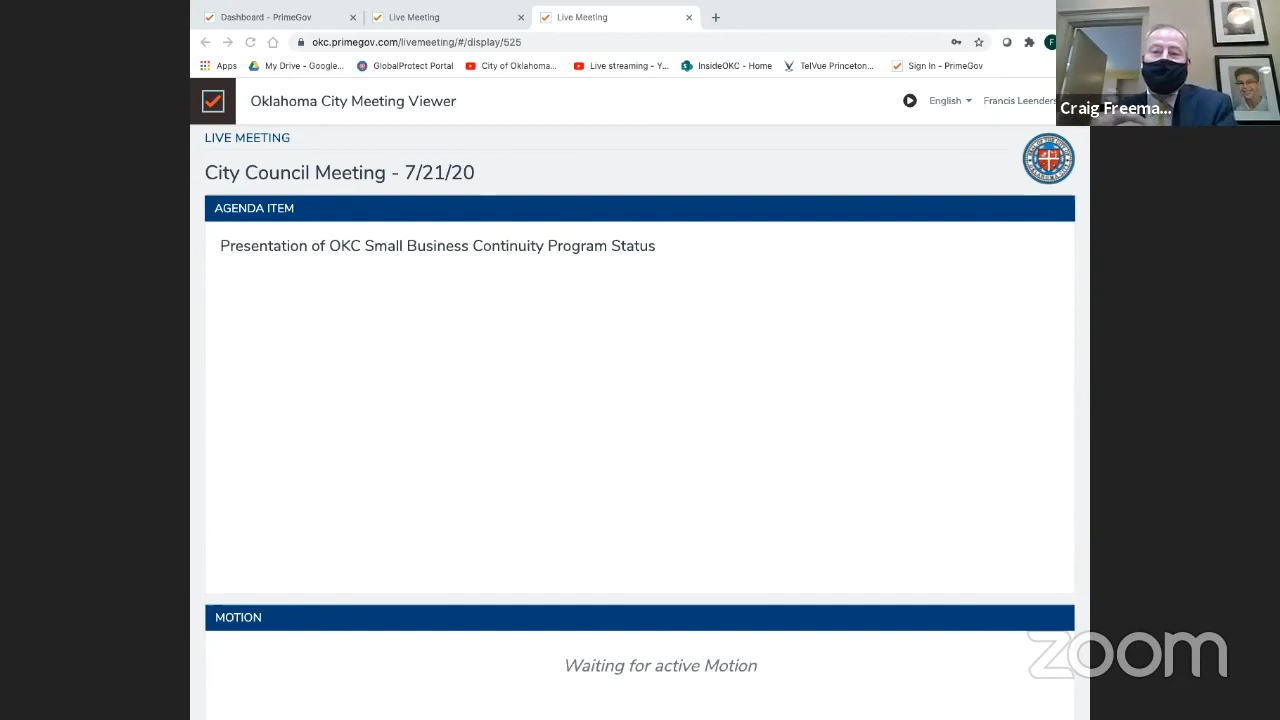 Dashboard - PrimeGov
Live Meeting
Live Meeting
okc.primegov.com/livemeeting/#/display/525
Apps
My Drive - Google...
GlobalProtect Portal
City of Oklahoma...
Live streaming - Y...
InsideOKC - Home
TelVue Princeton...
Sign In - PrimeGov
Oklahoma City Meeting Viewer
English
Francis Leenders
Craig Freema...
LIVE MEETING
City Council Meeting - 7/21/20
AGENDA ITEM
Presentation of OKC Small Business Continuity Program Status
MOTION
Waiting for active Motion
zoom